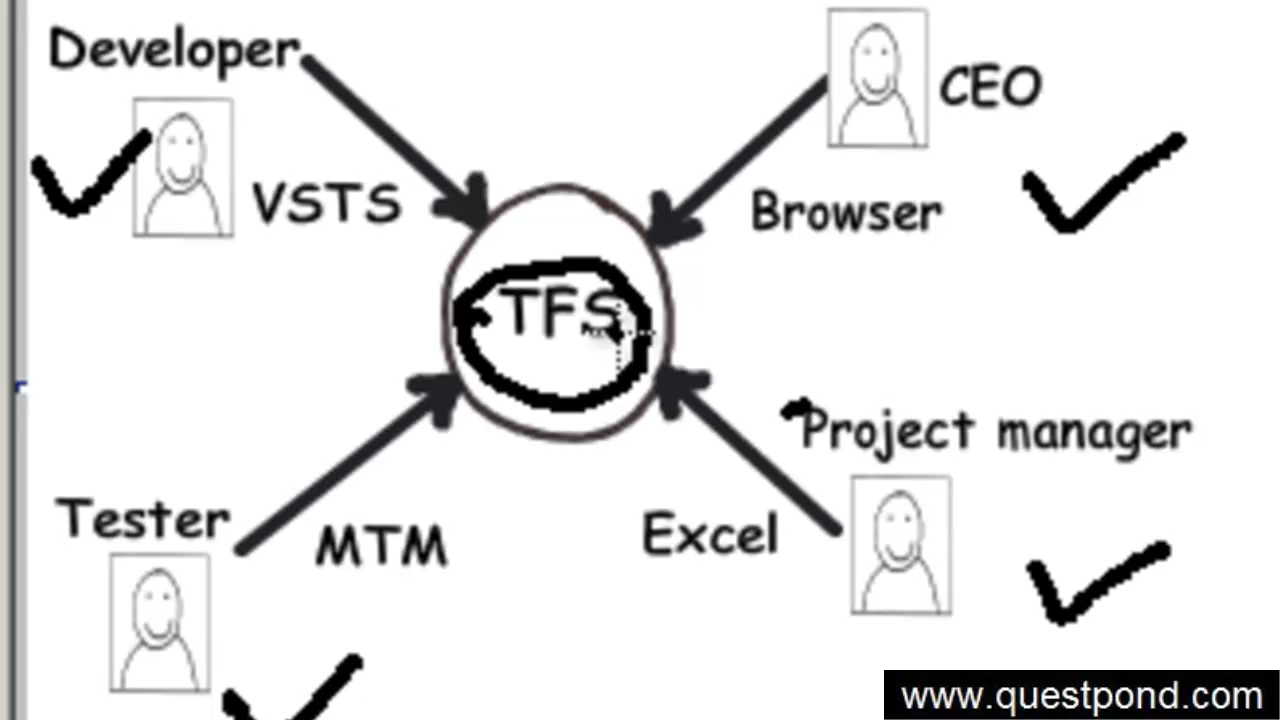 Developer
CEO
VSTS
Browser
TFS
Project manager
Tester
MTM
Excel
www.questpond.com